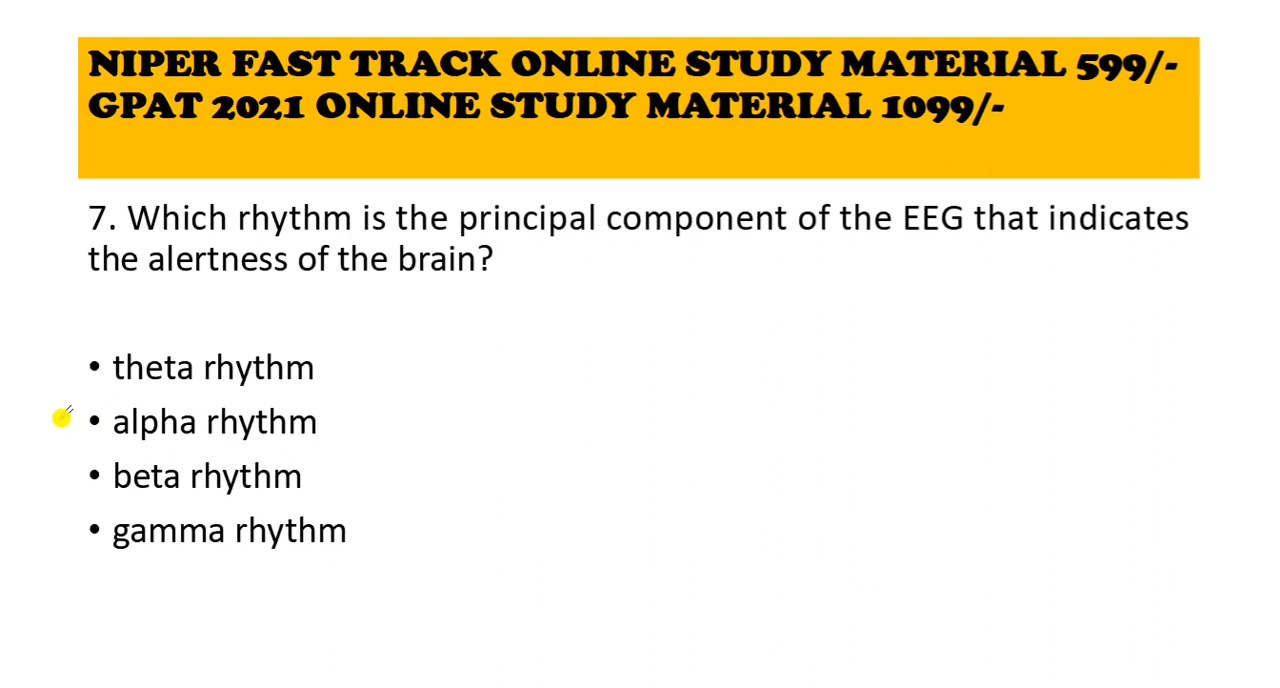 NIPER FAST TRACK ONLINE STUDY MATERIAL 599/-
GPAT 2021 ONLINE STUDY MATERIAL 1099/-
7. Which rhythm is the principal component of the EEG that indicates
the alertness of the brain?
• theta rhythm
• alpha rhythm
• beta rhythm
• gamma rhythm